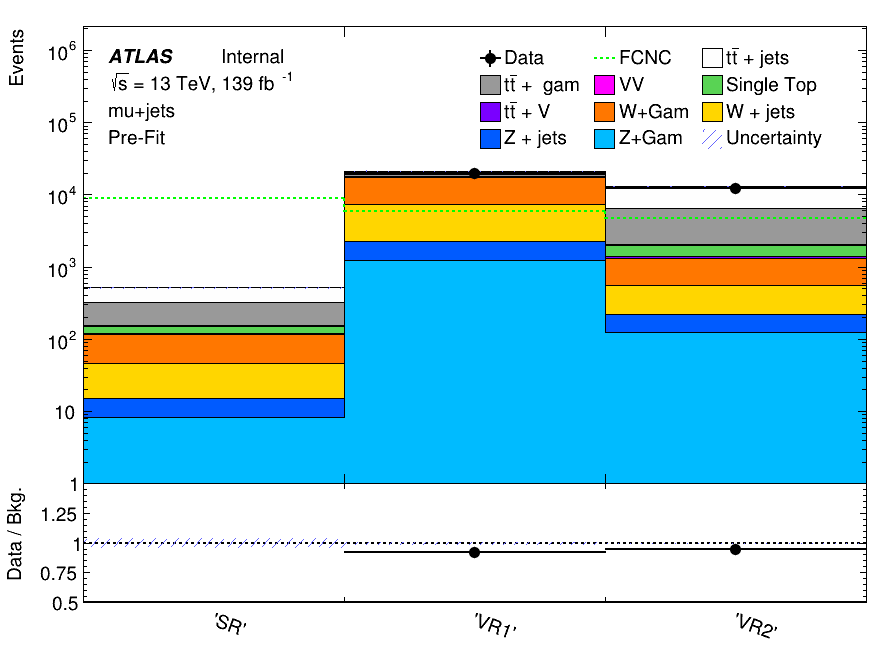 Events
10⁶
10⁵
10⁴
10³
10²
10
1
ATLAS Internal
√s = 13 TeV, 139 fb ⁻¹
mu+jets
Pre-Fit
Data
FCNC
tt̄ + jets
tt̄ + gam
VV
Single Top
tt̄ + V
W+Gam
W + jets
Z + jets
Z+Gam
Uncertainty
Data / Bkg.
1.25
1
0.75
0.5
'SR'
'VR1'
'VR2'